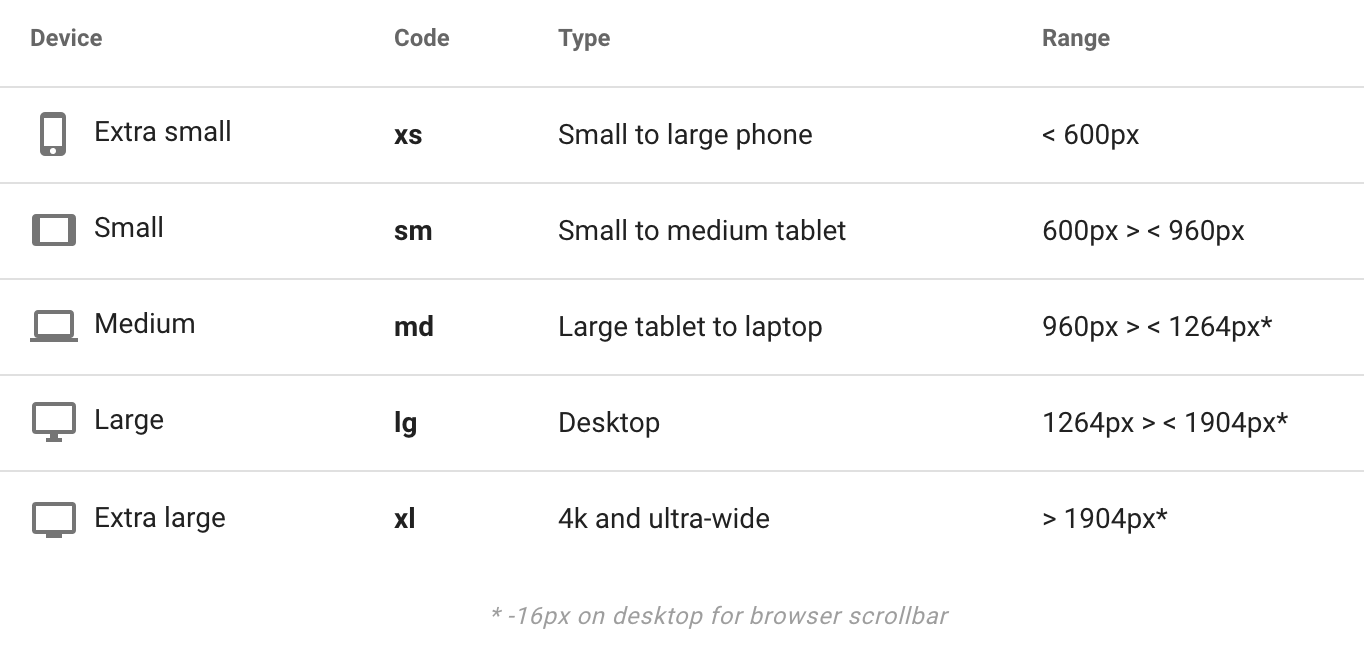 Device Code Type Range
Extra small xs Small to large phone < 600px
Small sm Small to medium tablet 600px > < 960px
Medium md Large tablet to laptop 960px > < 1264px*
Large lg Desktop 1264px > < 1904px*
Extra large xl 4k and ultra-wide > 1904px*
* -16px on desktop for browser scrollbar